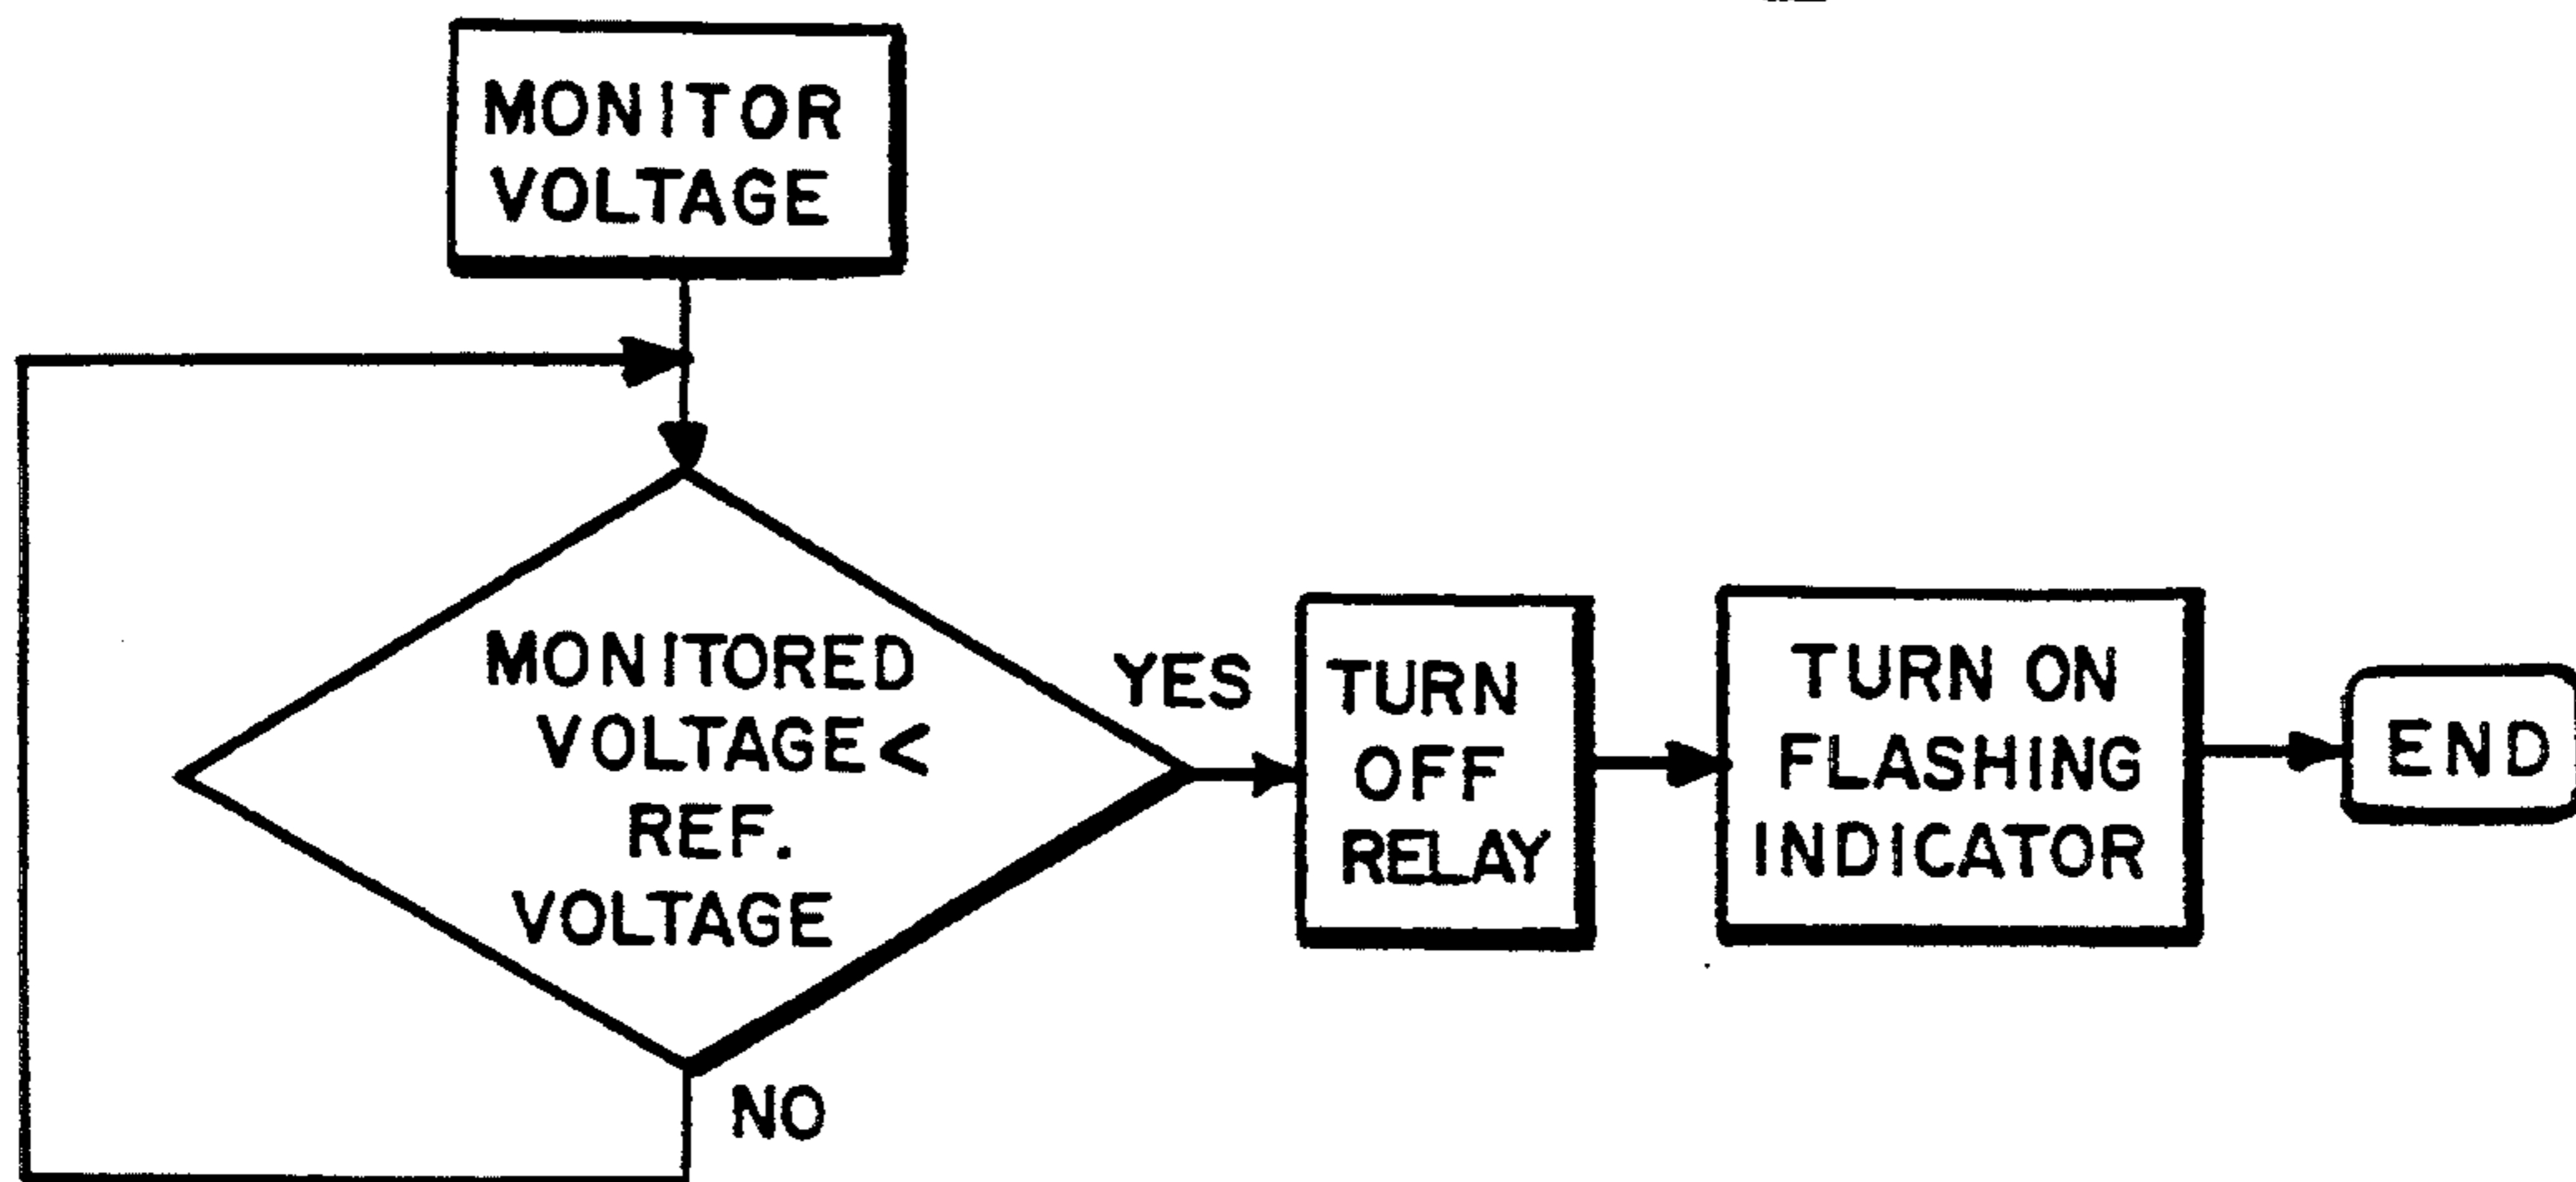 MONITOR
VOLTAGE
MONITORED
VOLTAGE <
REF.
VOLTAGE
YES
NO
TURN
OFF
RELAY
TURN ON
FLASHING
INDICATOR
END